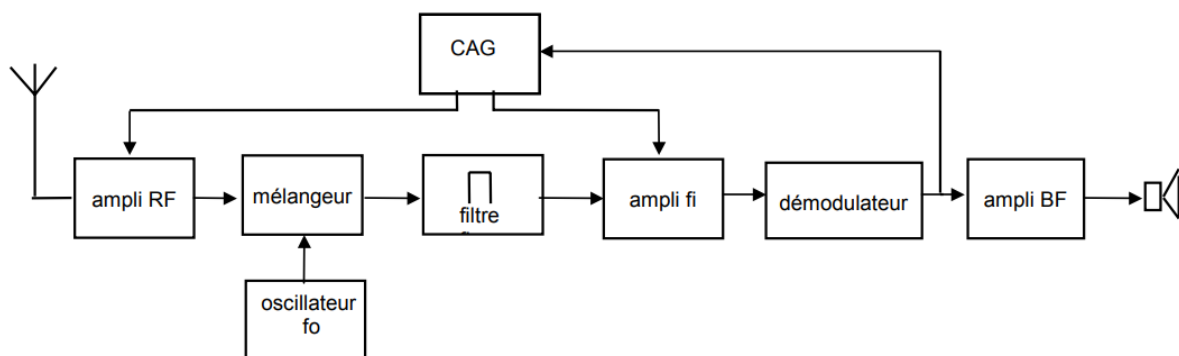 CAG
ampli RF
mélangeur
filtre
ampli fi
démodulateur
ampli BF
oscillateur
fo